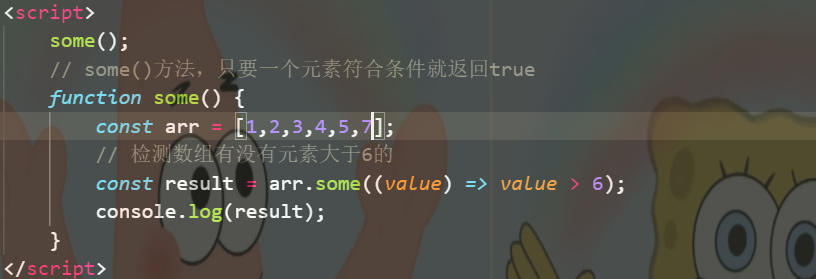 <script>
some();
// some()方法，只要一个元素符合条件就返回true
function some() {
const arr = [1,2,3,4,5,7];
// 检测数组有没有元素大于6的
const result = arr.some((value) => value > 6);
console.log(result);
}
</script>